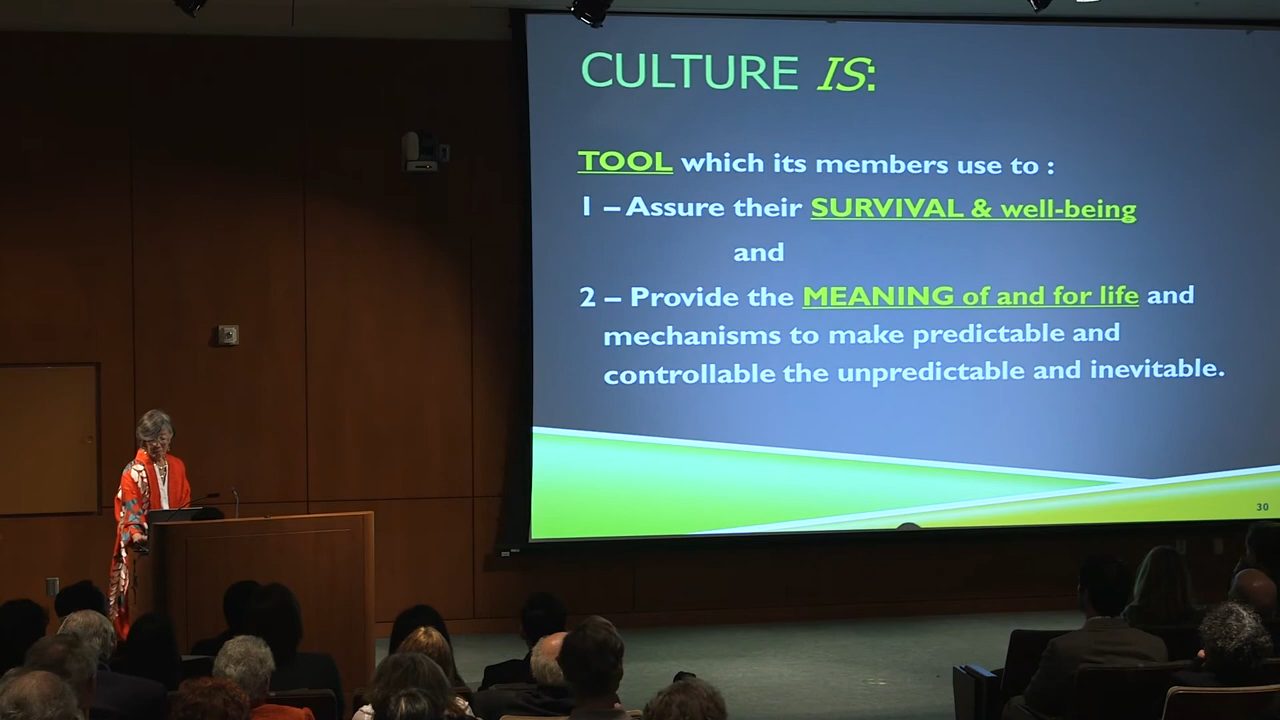 CULTURE IS:
TOOL which its members use to :
1 – Assure their SURVIVAL & well-being
and
2 – Provide the MEANING of and for life and
mechanisms to make predictable and
controllable the unpredictable and inevitable.
30